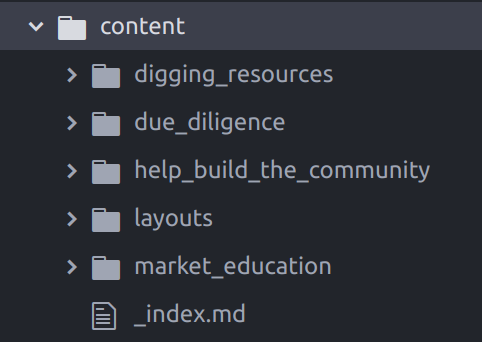 content
digging_resources
due_diligence
help_build_the_community
layouts
market_education
_index.md